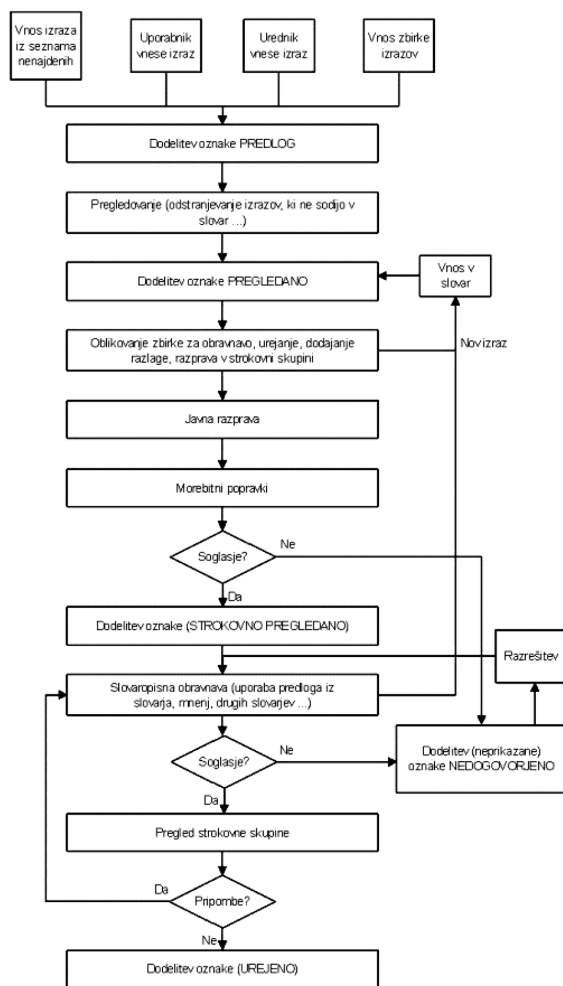 Vnos izraza
iz seznama
nenajdenih
Uporabnik
vnese izraz
Urednik
vnese izraz
Vnos zbirke
izrazov
Dodelitev oznake PREDLOG
Pregledovanje (odstranjevanje izrazov, ki ne sodijo v
slovar ...)
Dodelitev oznake PREGLEDANO
Vnos v
slovar
Oblikovanje zbirke za obravnavo, urejanje, dodajanje
razlage, razprava v strokovni skupini
Nov izraz
Javna razprava
Morebitni popravki
Soglasje?
Ne
Da
Dodelitev oznake (STROKOVNO PREGLEDANO)
Razrešitev
Slovaropisna obravnava (uporaba predloga iz
slovarja, mnenj, drugih slovarjev ...)
Soglasje?
Ne
Dodelitev (neprikazane)
oznake NEDOGOVORJENO
Da
Pregled strokovne skupine
Da
Pripombe?
Ne
Dodelitev oznake (UREJENO)